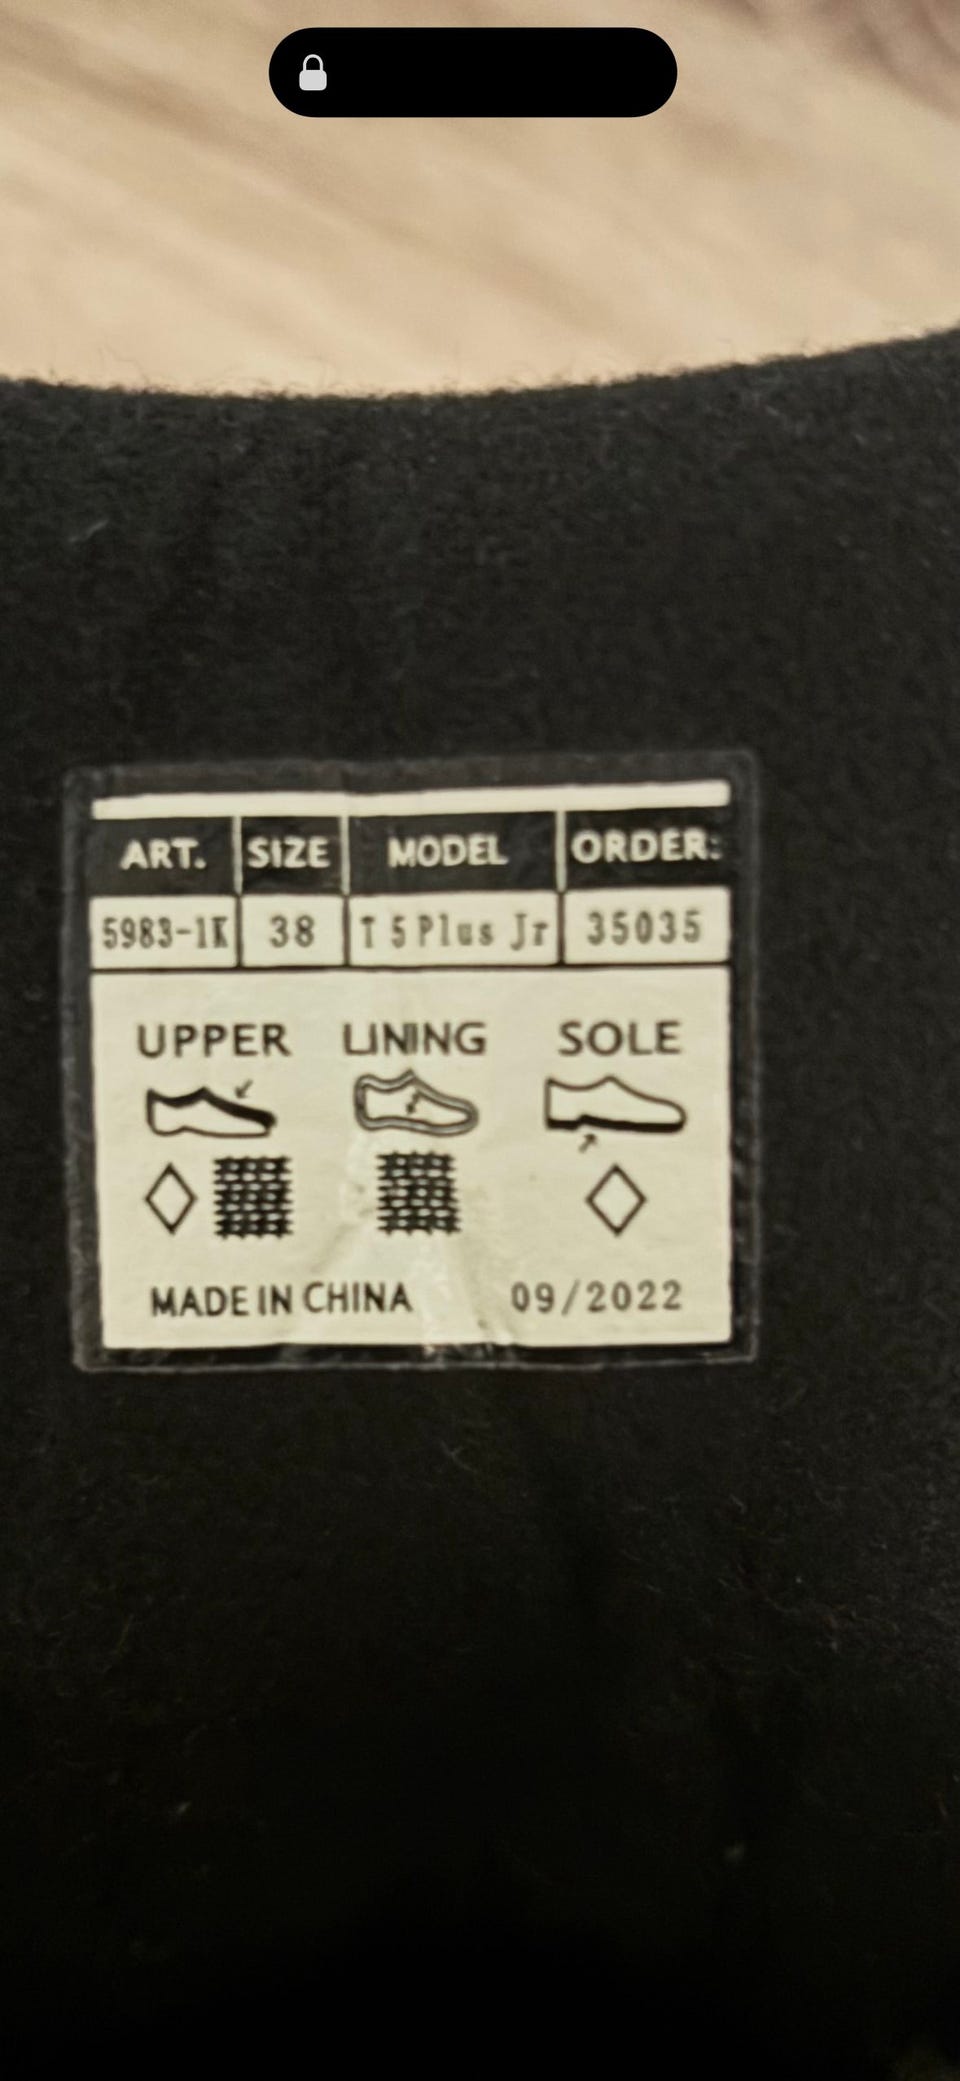 ART. SIZE MODEL ORDER:
5983-1K 38 T 5 Plus Jr 35035
UPPER LINING SOLE
MADE IN CHINA 09/2022